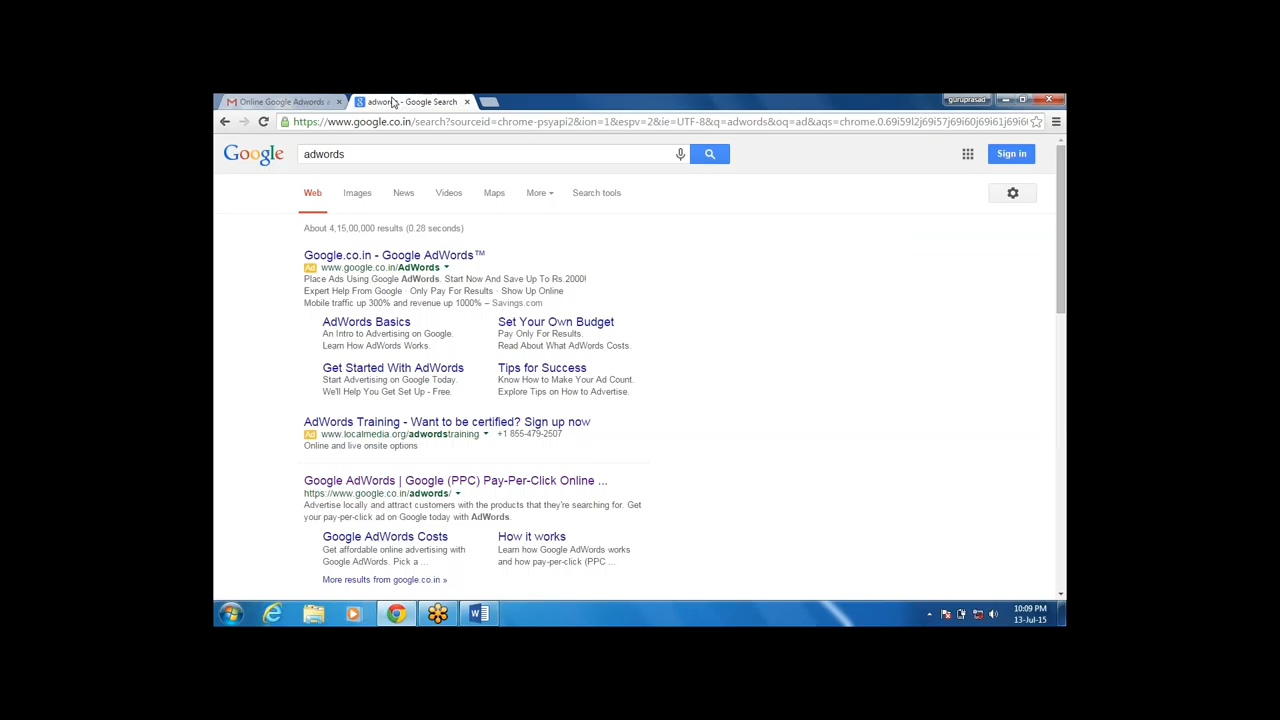 Online Google Adwords a
adwords - Google Search
guruprasad
https://www.google.co.in/search?sourceid=chrome-psyapi2&ion=1&espv=2&ie=UTF-8&q=adwords&oq=ad&aqs=chrome.0.69i59l2j69i57j69i60j69i61j69i6
Google
adwords
Sign in
Web
Images
News
Videos
Maps
More
Search tools
About 4,15,00,000 results (0.28 seconds)
Google.co.in - Google AdWords™
Ad www.google.co.in/AdWords
Place Ads Using Google AdWords. Start Now And Save Up To Rs.2000!
Expert Help From Google · Only Pay For Results · Show Up Online
Mobile traffic up 300% and revenue up 1000% – Savings.com
AdWords Basics
An Intro to Advertising on Google.
Learn How AdWords Works.
Set Your Own Budget
Pay Only For Results.
Read About What AdWords Costs.
Get Started With AdWords
Start Advertising on Google Today.
We'll Help You Get Set Up - Free.
Tips for Success
Know How to Make Your Ad Count.
Explore Tips on How to Advertise.
AdWords Training - Want to be certified? Sign up now
Ad www.localmedia.org/adwordstraining +1 855-479-2507
Online and live onsite options
Google AdWords | Google (PPC) Pay-Per-Click Online ...
https://www.google.co.in/adwords/
Advertise locally and attract customers with the products that they're searching for. Get
your pay-per-click ad on Google today with AdWords.
Google AdWords Costs
Get affordable online advertising with
Google AdWords. Pick a ...
How it works
Learn how Google AdWords works
and how pay-per-click (PPC ...
More results from google.co.in »
10:09 PM
13-Jul-15